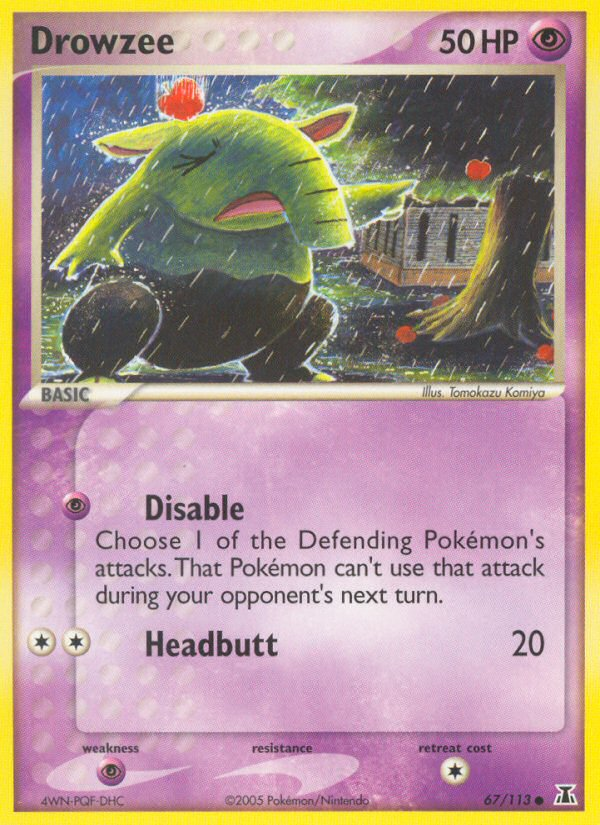 Drowzee
50 HP
BASIC
Illus. Tomokazu Komiya
Disable
Choose 1 of the Defending Pokémon's
attacks. That Pokémon can't use that attack
during your opponent's next turn.
Headbutt 20
weakness resistance retreat cost
4WN-PQF-DHC ©2005 Pokémon/Nintendo 67/113